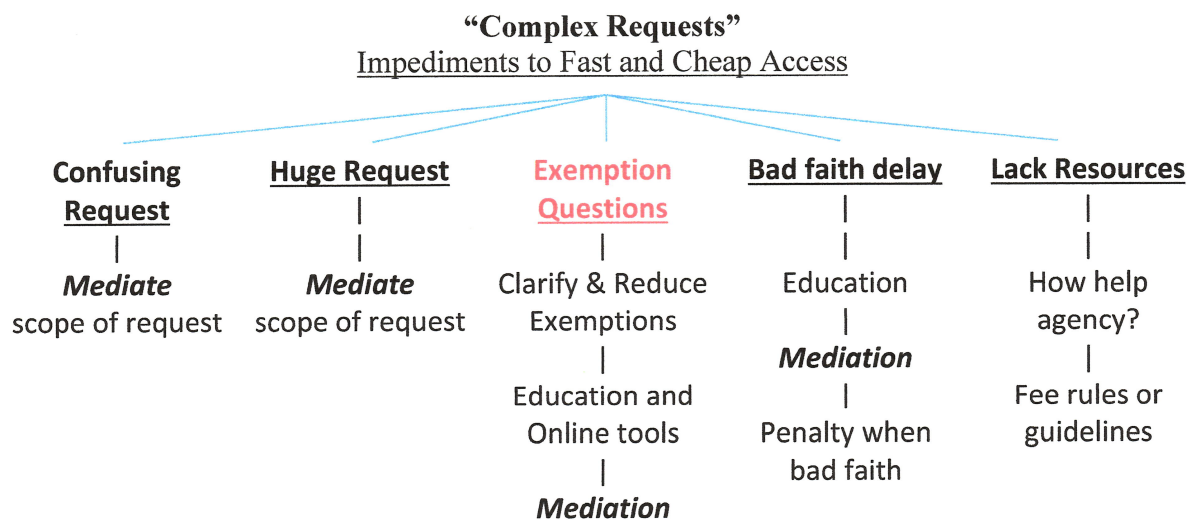 “Complex Requests”
Impediments to Fast and Cheap Access
Confusing
Request
Mediate
scope of request
Huge Request
Mediate
scope of request
Exemption
Questions
Clarify & Reduce
Exemptions
Education and
Online tools
Mediation
Bad faith delay
Education
Mediation
Penalty when
bad faith
Lack Resources
How help
agency?
Fee rules or
guidelines